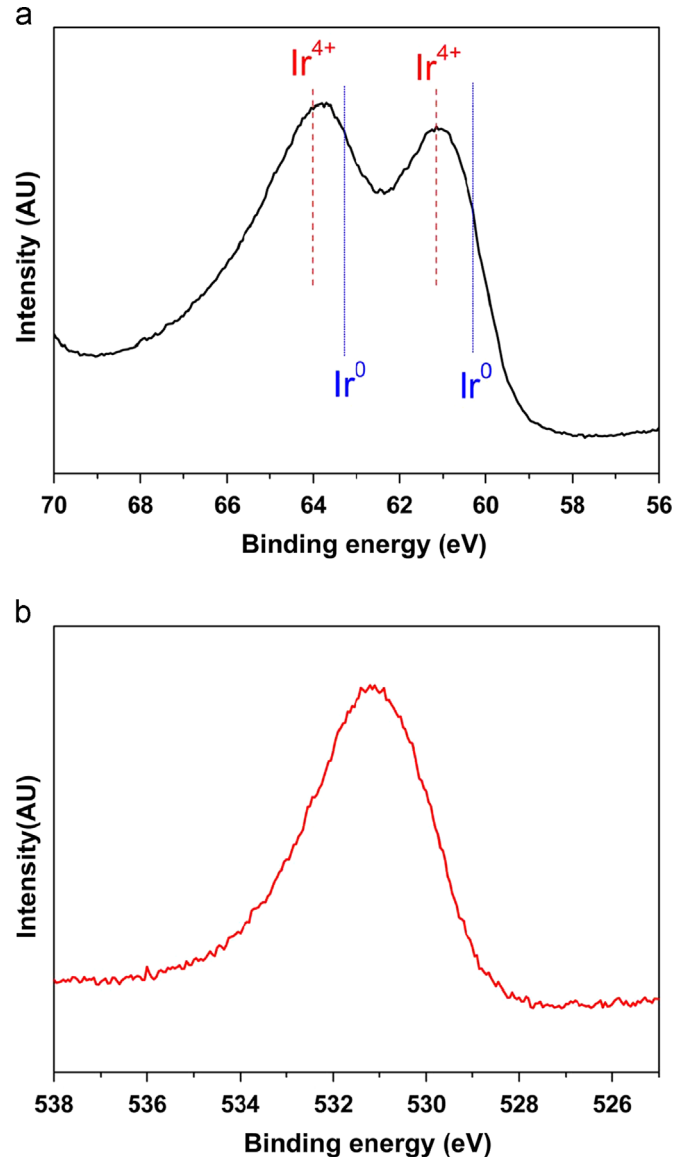 a
Ir⁴⁺ Ir⁴⁺
Intensity (AU)
Ir⁰ Ir⁰
70 68 66 64 62 60 58 56
Binding energy (eV)
b
Intensity(AU)
538 536 534 532 530 528 526
Binding energy (eV)